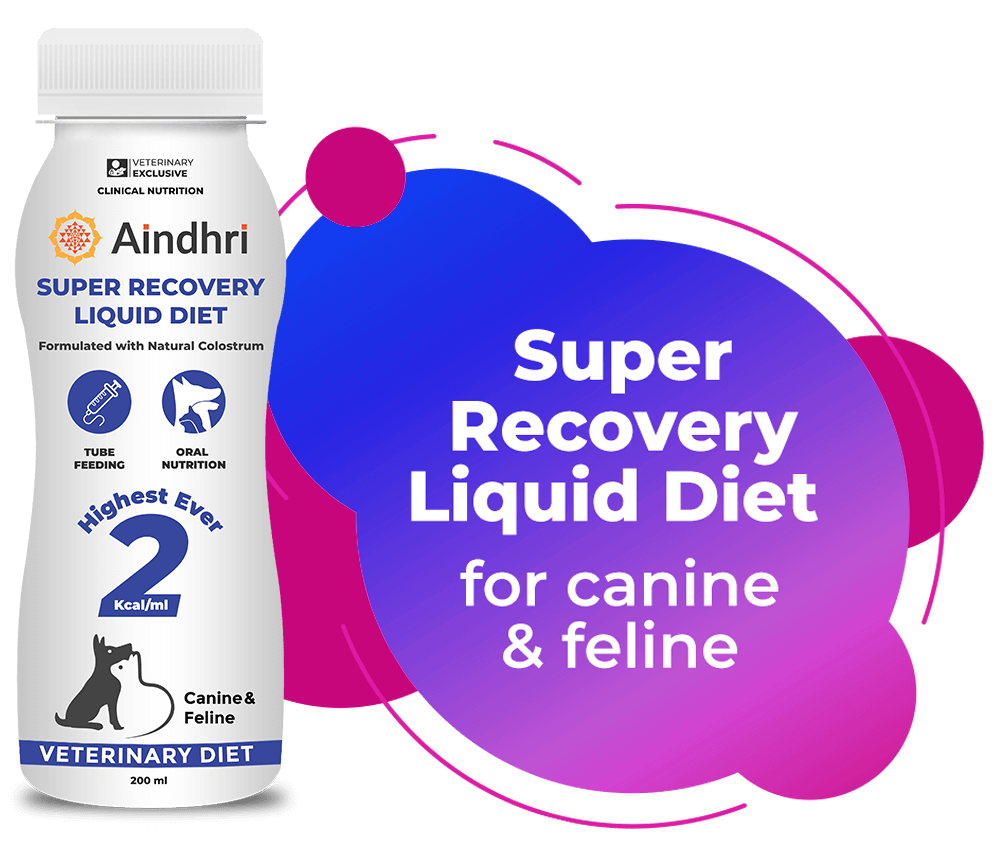 VETERINARY
EXCLUSIVE
CLINICAL NUTRITION
Aindhri
SUPER RECOVERY
LIQUID DIET
Formulated with Natural Colostrum
TUBE
FEEDING
ORAL
NUTRITION
Highest Ever
2
Kcal/ml
Canine &
Feline
VETERINARY DIET
200 ml
Super
Recovery
Liquid Diet
for canine
& feline